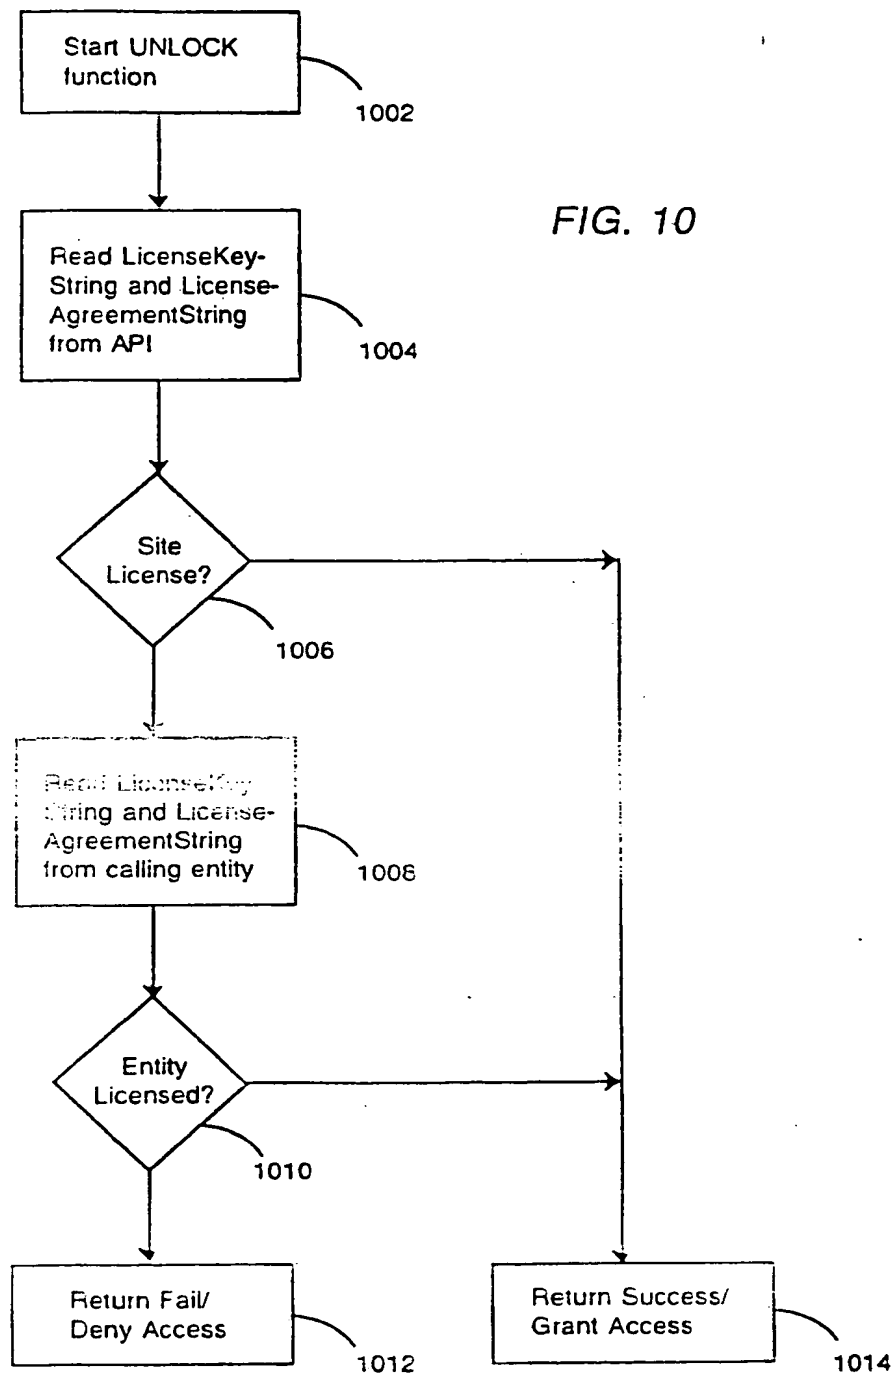 Start UNLOCK
function
1002
FIG. 10
Read LicenseKey-
String and License-
AgreementString
from API
1004
Site
License?
1006
Read LicenseKey
String and License-
AgreementString
from calling entity
1008
Entity
Licensed?
1010
Return Fail/
Deny Access
1012
Return Success/
Grant Access
1014